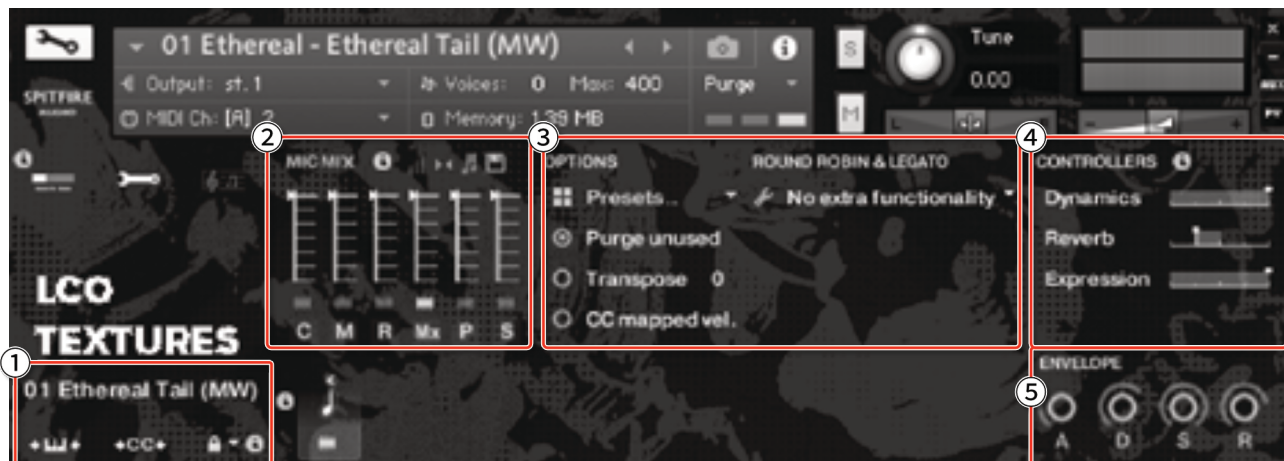 SPITFIRE
AUDIO
01 Ethereal - Ethereal Tail (MW)
Output: st. 1
Voices: 0 Max: 400
Purge
MIDI Ch: [A] 2
Memory: 1.39 MB
S
M
Tune
0.00
L
②
MIC MIX
C M R Mx P S
③
OPTIONS
Presets...
Purge unused
Transpose 0
CC mapped vel.
ROUND ROBIN & LEGATO
No extra functionality
④
CONTROLLERS
Dynamics
Reverb
Expression
LCO
TEXTURES
①
01 Ethereal Tail (MW)
+CC+
⑤
ENVELOPE
A D S R